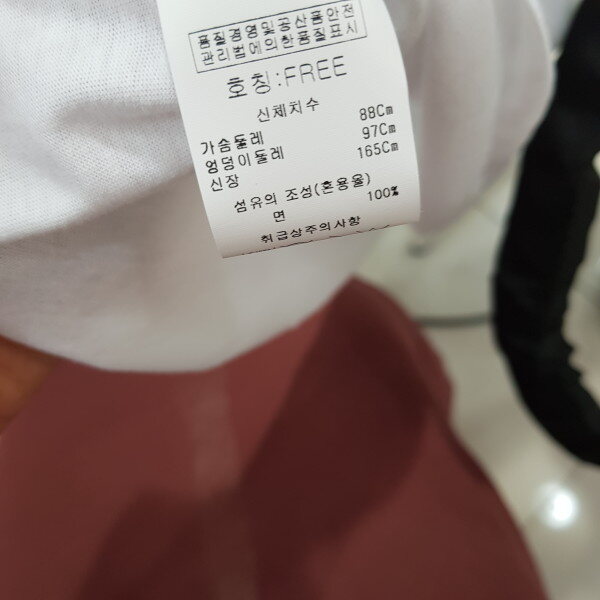 품질경영및공산품안전
관리법에의한품질표시
호칭:FREE
신체치수
가슴둘레 88Cm
엉덩이둘레 97Cm
신장 165Cm
섬유의 조성(혼용율)
면 100%
취급상주의사항